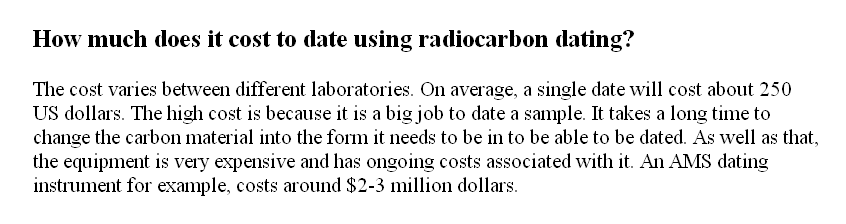 How much does it cost to date using radiocarbon dating?
The cost varies between different laboratories. On average, a single date will cost about 250
US dollars. The high cost is because it is a big job to date a sample. It takes a long time to
change the carbon material into the form it needs to be in to be able to be dated. As well as that,
the equipment is very expensive and has ongoing costs associated with it. An AMS dating
instrument for example, costs around $2-3 million dollars.